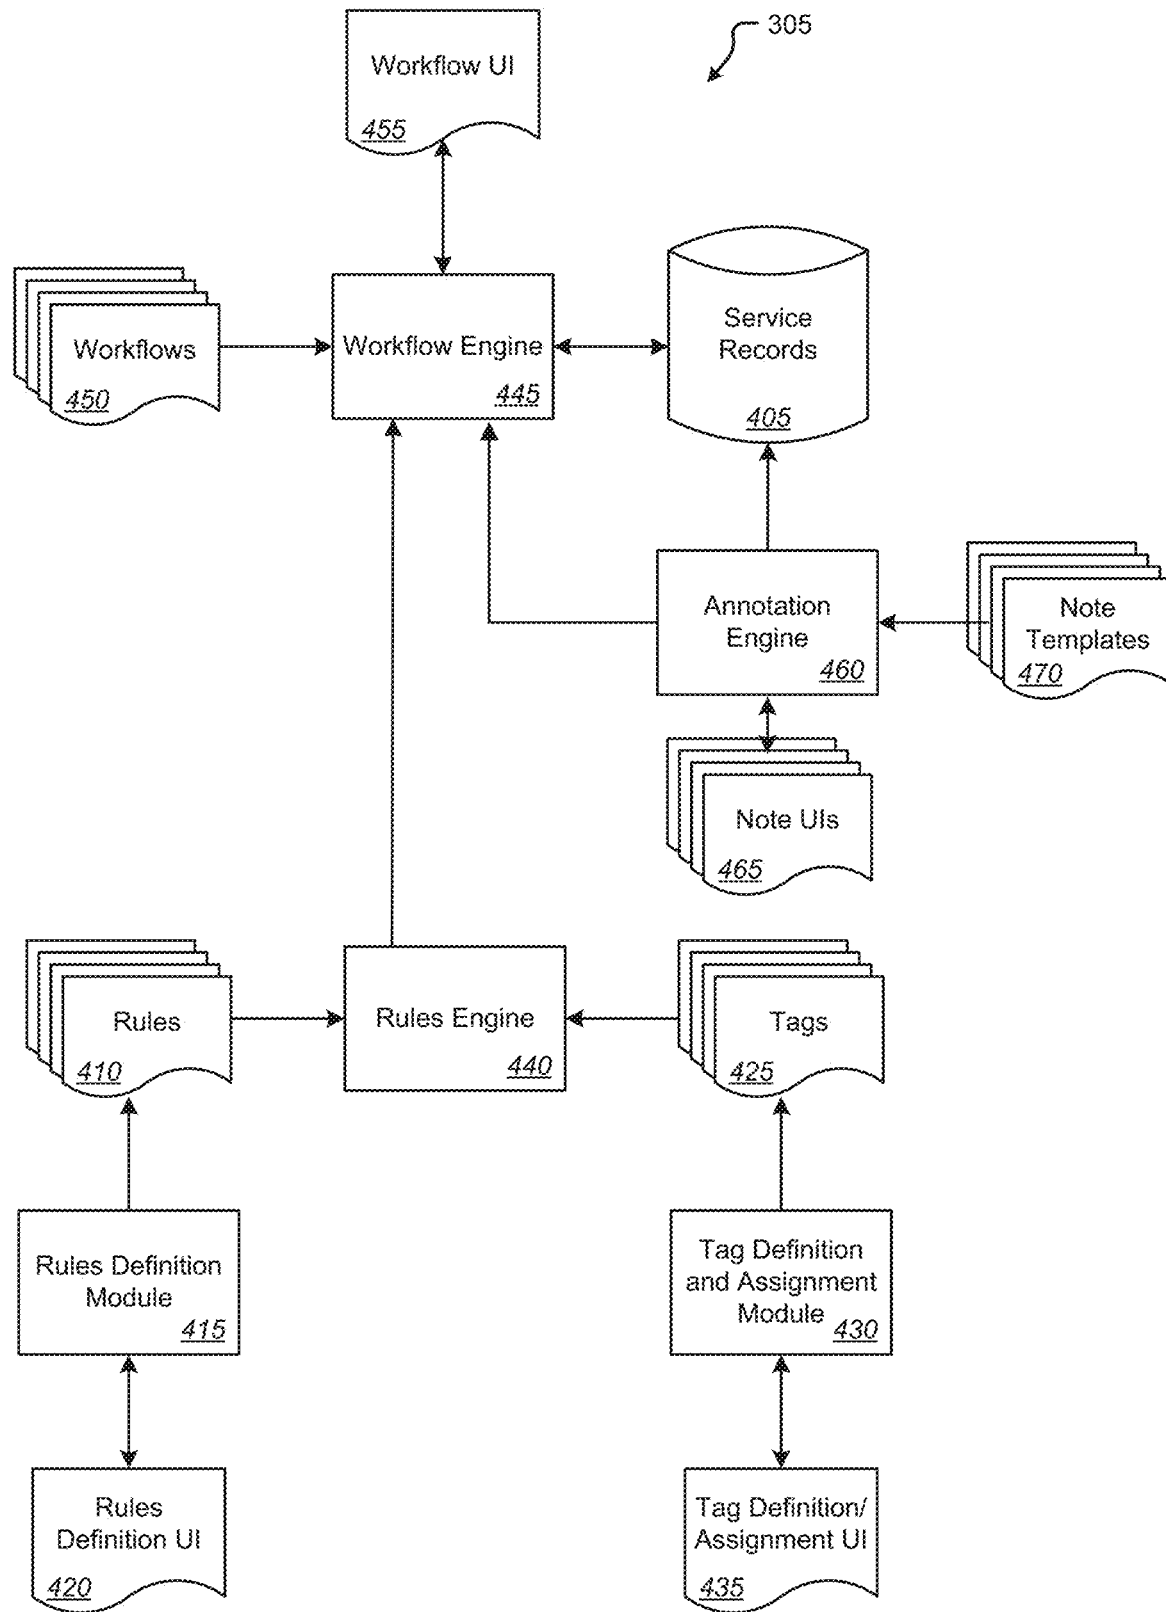 305
Workflow UI
455
Workflows
450
Workflow Engine
445
Service
Records
405
Annotation
Engine
460
Note
Templates
470
Note UIs
465
Rules
410
Rules Engine
440
Tags
425
Rules Definition
Module
415
Tag Definition
and Assignment
Module
430
Rules
Definition UI
420
Tag Definition/
Assignment UI
435